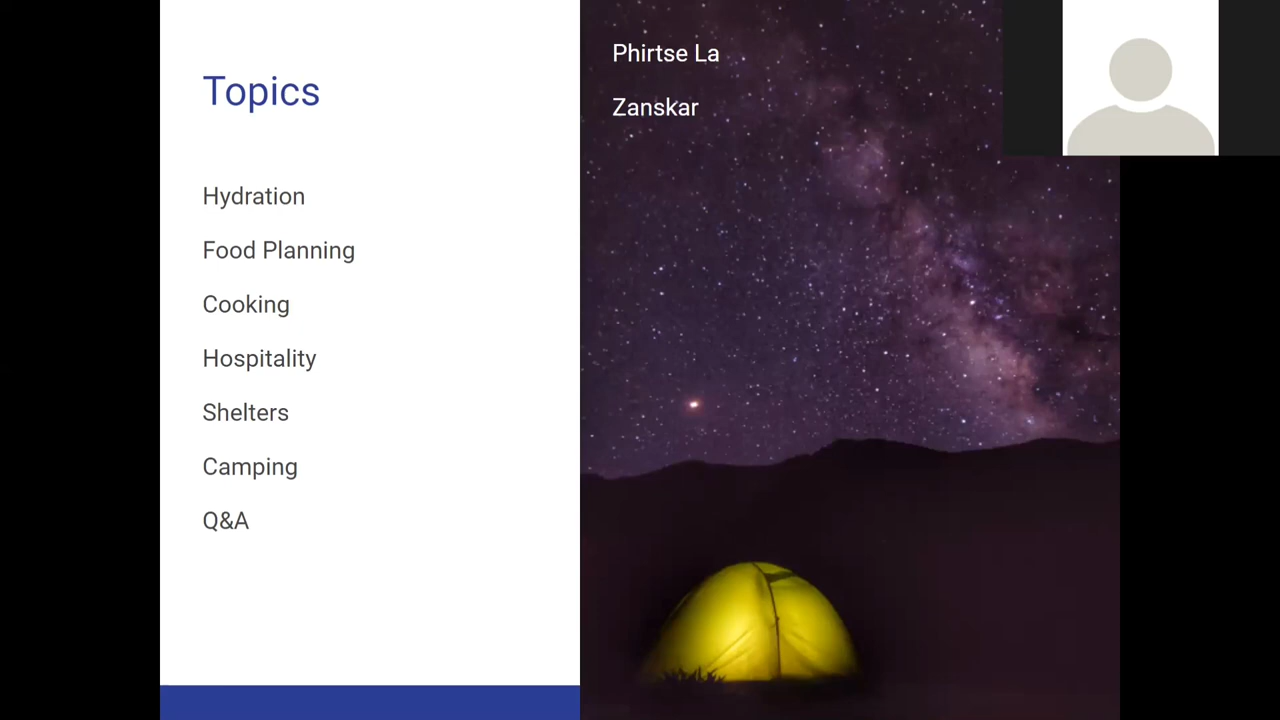 Topics
Hydration
Food Planning
Cooking
Hospitality
Shelters
Camping
Q&A
Phirtse La
Zanskar